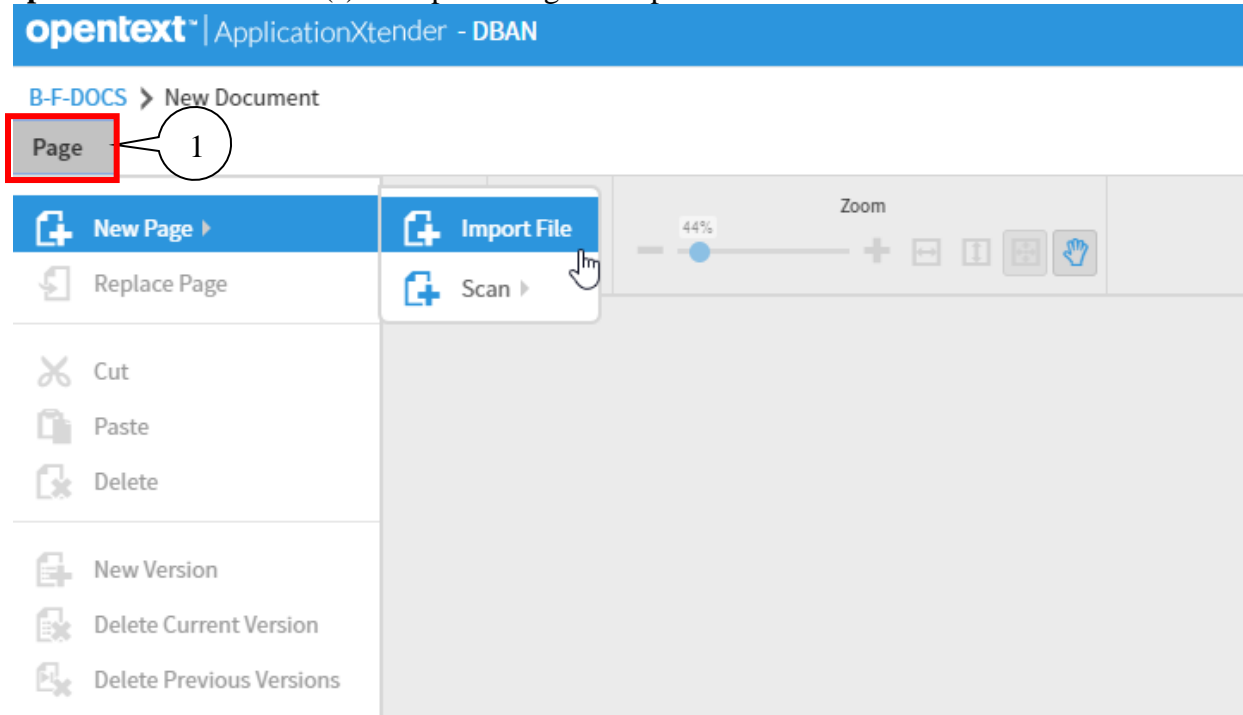 opentext™ | ApplicationXtender - DBAN
B-F-DOCS > New Document
Page
1
New Page
Import File
44%
Zoom
Replace Page
Scan
Cut
Paste
Delete
New Version
Delete Current Version
Delete Previous Versions